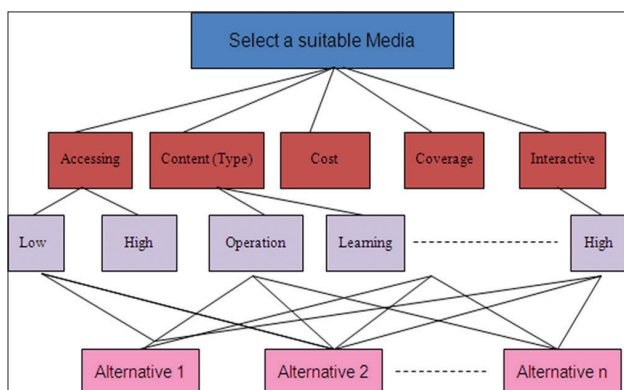 Select a suitable Media
Accessing
Content (Type)
Cost
Coverage
Interactive
Low
High
Operation
Learning
High
Alternative 1
Alternative 2
Alternative n